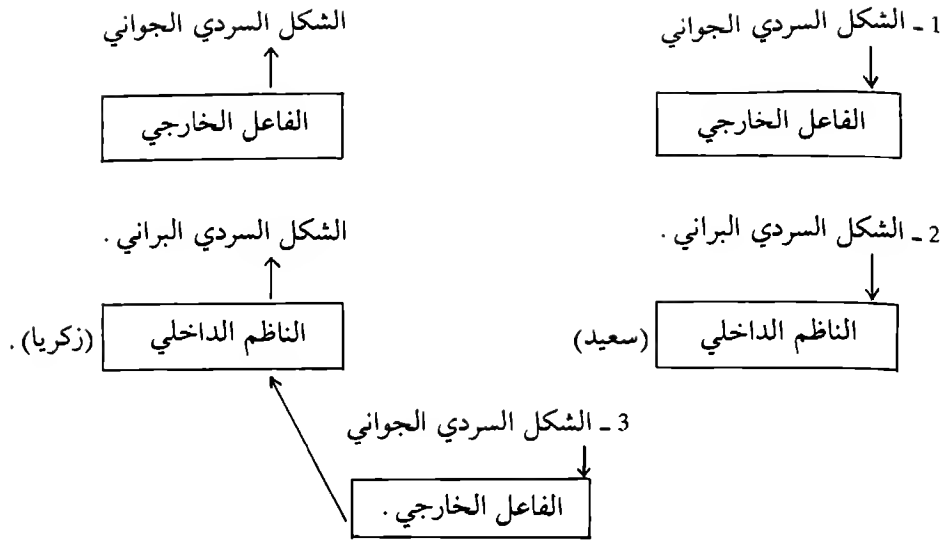 1 ـ الشكل السردي الجواني
الشكل السردي الجواني
الفاعل الخارجي
الفاعل الخارجي
2 ـ الشكل السردي البراني .
الشكل السردي البراني .
الناظم الداخلي (سعيد)
الناظم الداخلي (زكريا) .
3 ـ الشكل السردي الجواني
الفاعل الخارجي .